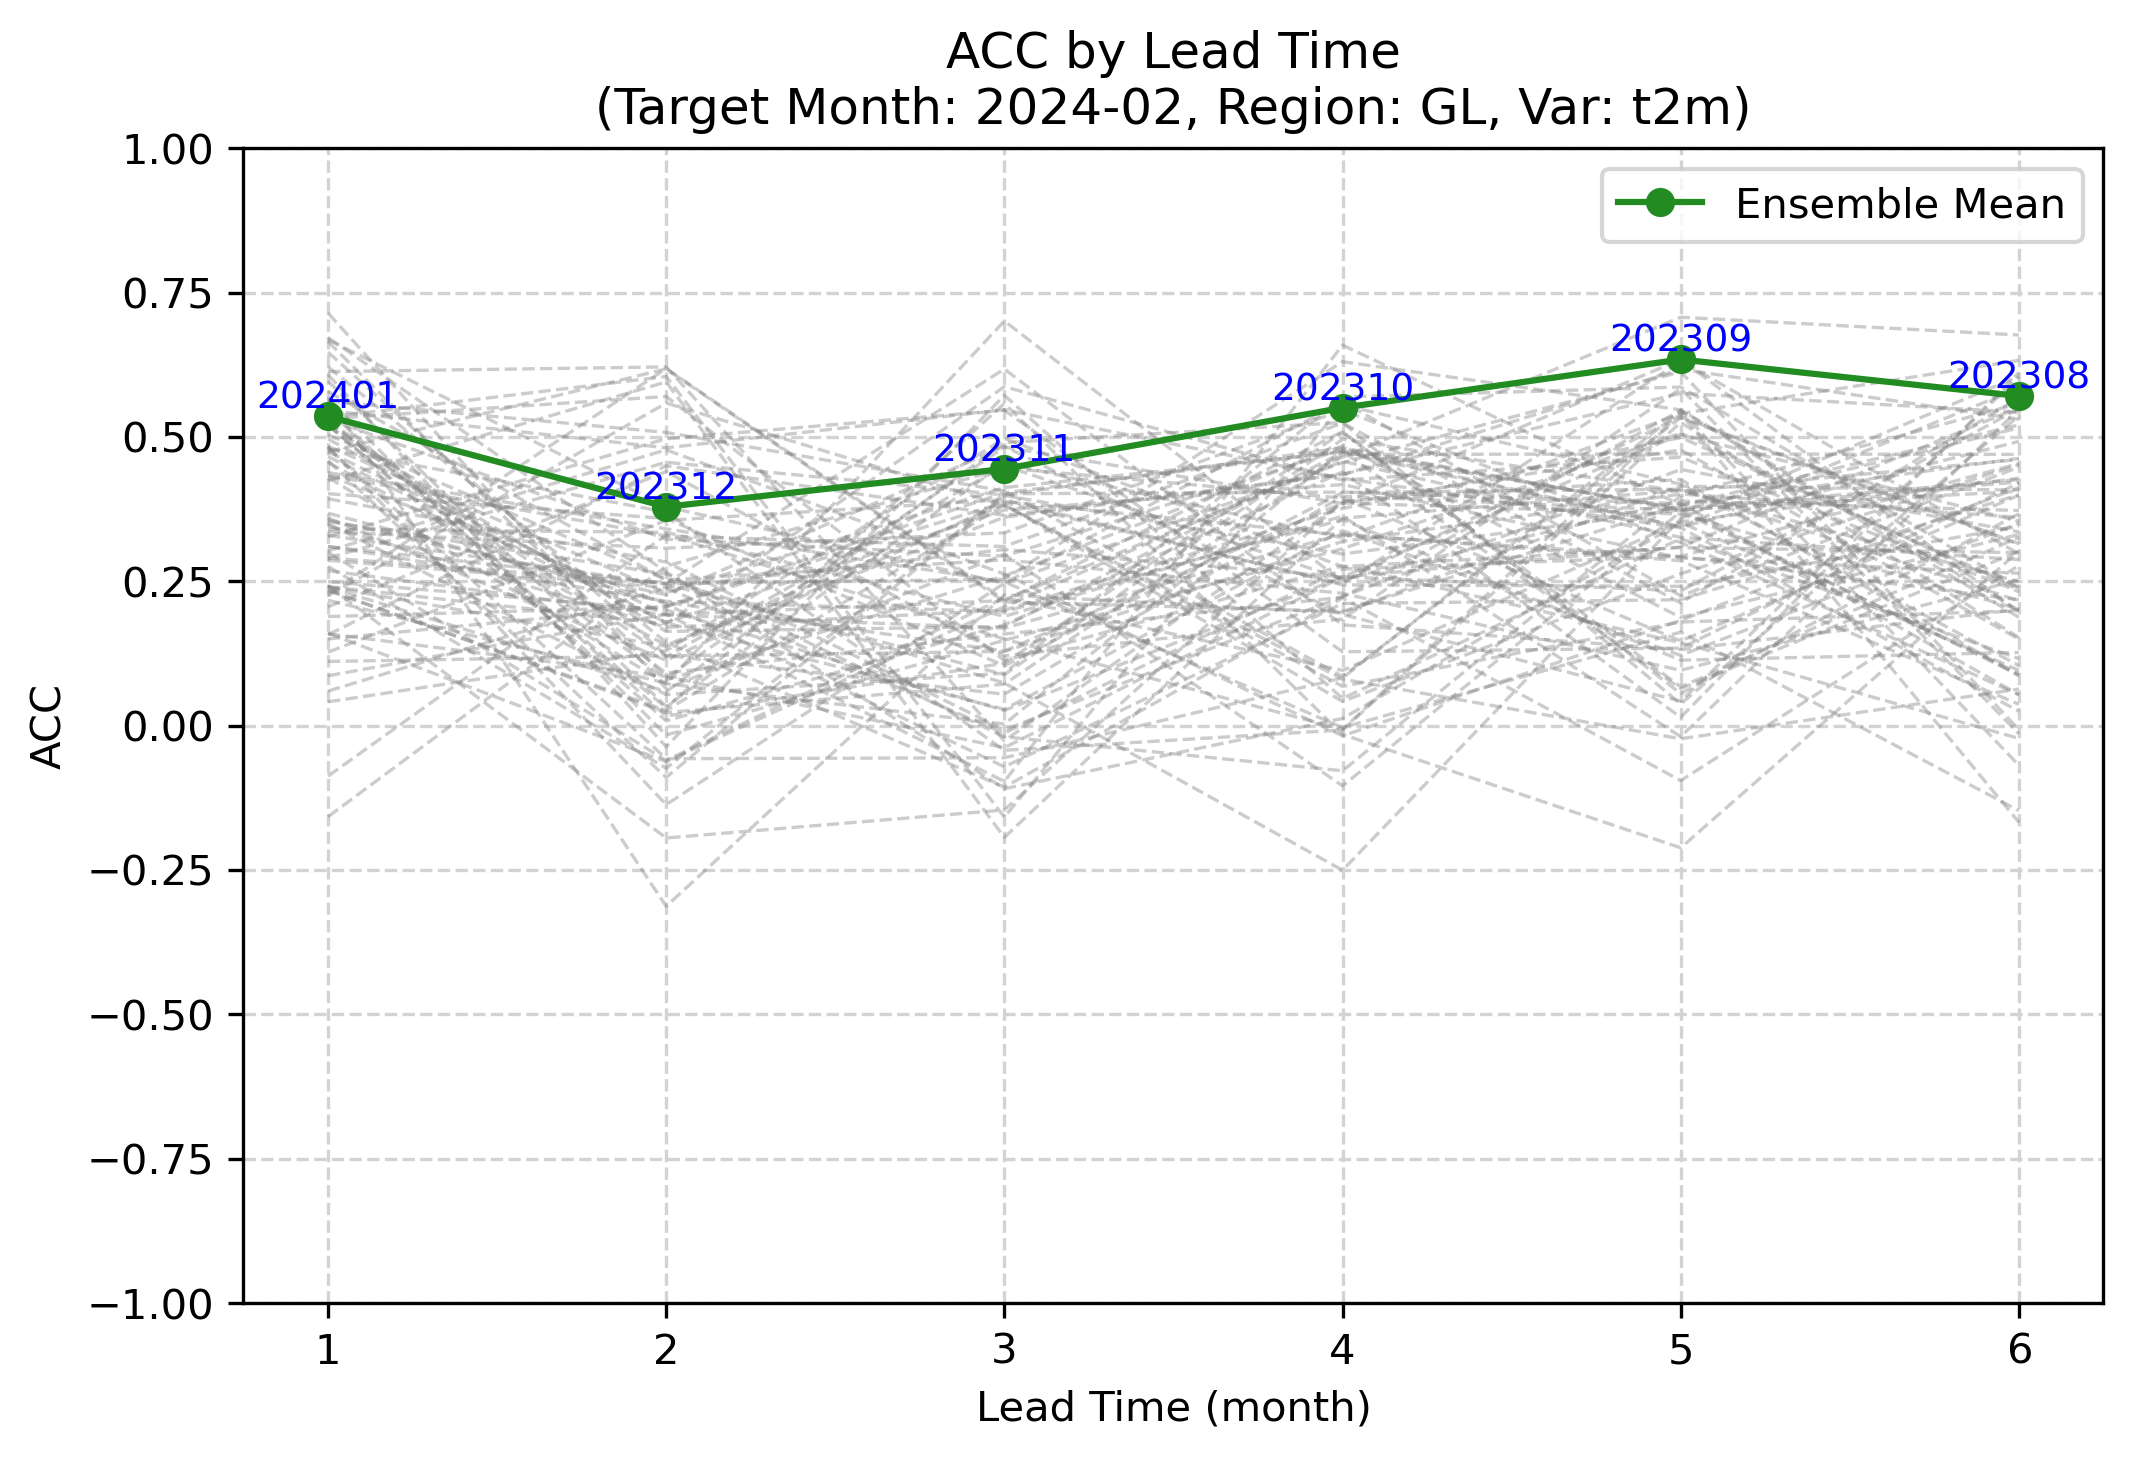 ACC by Lead Time
(Target Month: 2024-02, Region: GL, Var: t2m)
Ensemble Mean
1.00
0.75
0.50
0.25
0.00
−0.25
−0.50
−0.75
−1.00
ACC
202401
202312
202311
202310
202309
202308
1 2 3 4 5 6
Lead Time (month)